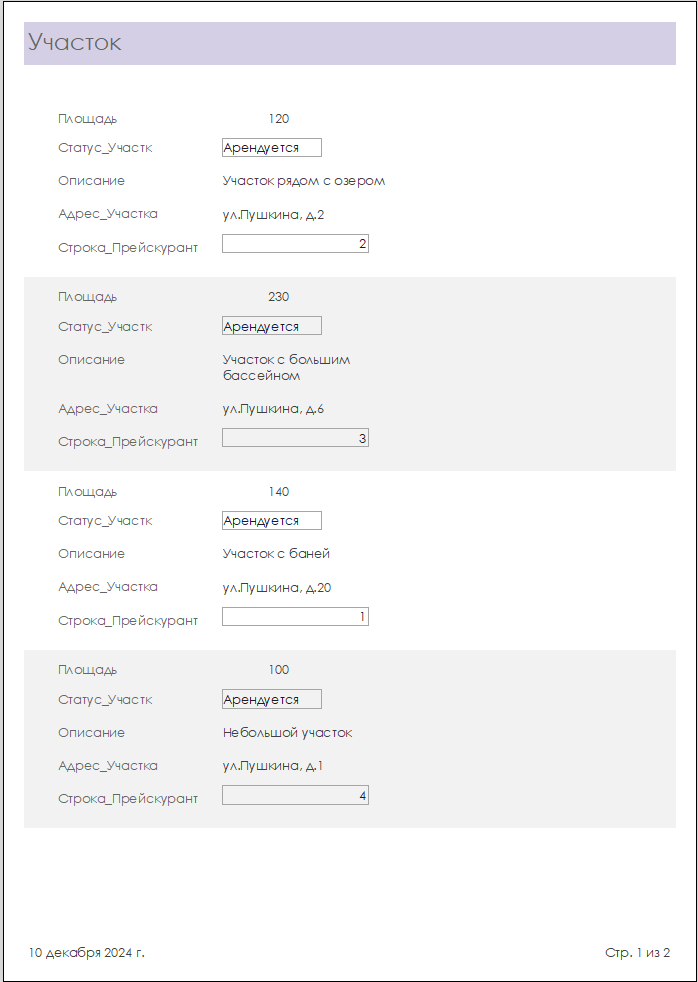 Участок
Площадь 120
Статус_Участк Арендуется
Описание Участок рядом с озером
Адрес_Участка ул.Пушкина, д.2
Строка_Прейскурант 2
Площадь 230
Статус_Участк Арендуется
Описание Участок с большим
бассейном
Адрес_Участка ул.Пушкина, д.6
Строка_Прейскурант 3
Площадь 140
Статус_Участк Арендуется
Описание Участок с баней
Адрес_Участка ул.Пушкина, д.20
Строка_Прейскурант 1
Площадь 100
Статус_Участк Арендуется
Описание Небольшой участок
Адрес_Участка ул.Пушкина, д.1
Строка_Прейскурант 4
10 декабря 2024 г. Стр. 1 из 2